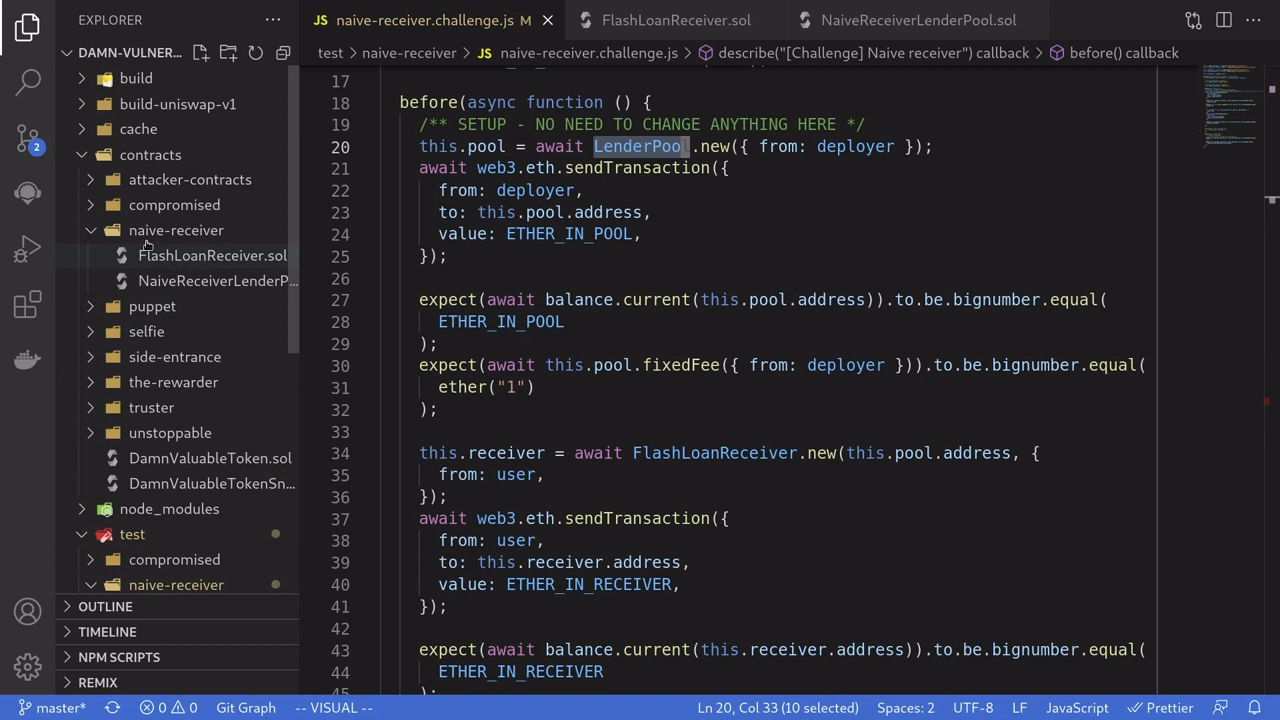 EXPLORER
DAMN-VULNER...
build
build-uniswap-v1
cache
contracts
attacker-contracts
compromised
naive-receiver
FlashLoanReceiver.sol
NaiveReceiverLenderP...
puppet
selfie
side-entrance
the-rewarder
truster
unstoppable
DamnValuableToken.sol
DamnValuableTokenSn...
node_modules
test
compromised
naive-receiver
OUTLINE
TIMELINE
NPM SCRIPTS
REMIX
2
JS naive-receiver.challenge.js M
FlashLoanReceiver.sol
NaiveReceiverLenderPool.sol
test > naive-receiver > JS naive-receiver.challenge.js > describe("[Challenge] Naive receiver") callback > before() callback
17
18 before(async function () {
19 /** SETUP, NO NEED TO CHANGE ANYTHING HERE */
20 this.pool = await LenderPool.new({ from: deployer });
21 await web3.eth.sendTransaction({
22 from: deployer,
23 to: this.pool.address,
24 value: ETHER_IN_POOL,
25 });
26
27 expect(await balance.current(this.pool.address)).to.be.bignumber.equal(
28 ETHER_IN_POOL
29 );
30 expect(await this.pool.fixedFee({ from: deployer })).to.be.bignumber.equal(
31 ether("1")
32 );
33
34 this.receiver = await FlashLoanReceiver.new(this.pool.address, {
35 from: user,
36 });
37 await web3.eth.sendTransaction({
38 from: user,
39 to: this.receiver.address,
40 value: ETHER_IN_RECEIVER,
41 });
42
43 expect(await balance.current(this.receiver.address)).to.be.bignumber.equal(
44 ETHER_IN_RECEIVER
45 );
master* 0 0 Git Graph -- VISUAL -- Ln 20, Col 33 (10 selected) Spaces: 2 UTF-8 LF JavaScript Prettier